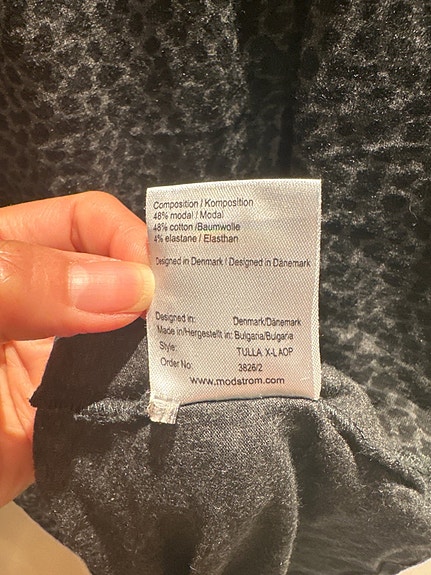 Composition / Komposition
48% modal / Modal
48% cotton /Baumwolle
4% elastane / Elasthan
Designed in Denmark / Designed in Dänemark
Designed in: Denmark/Dänemark
Made in/Hergestellt in: Bulgaria/Bulgaria
Style: TULLA X-LAOP
Order No: 3826/2
www.modstrom.com